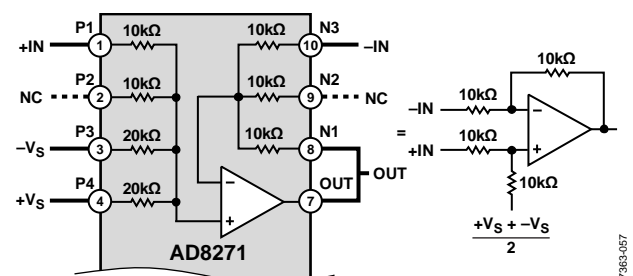 P1 10kΩ 10kΩ N3
+IN 1 10 −IN
P2 10kΩ 10kΩ N2
NC 2 9 NC
P3 20kΩ 10kΩ N1
−VS 3 8
P4 20kΩ OUT OUT
+VS 4 − + 7
AD8271
=
10kΩ
−IN 10kΩ −
+IN 10kΩ +
10kΩ
+VS + −VS
2
7363-057